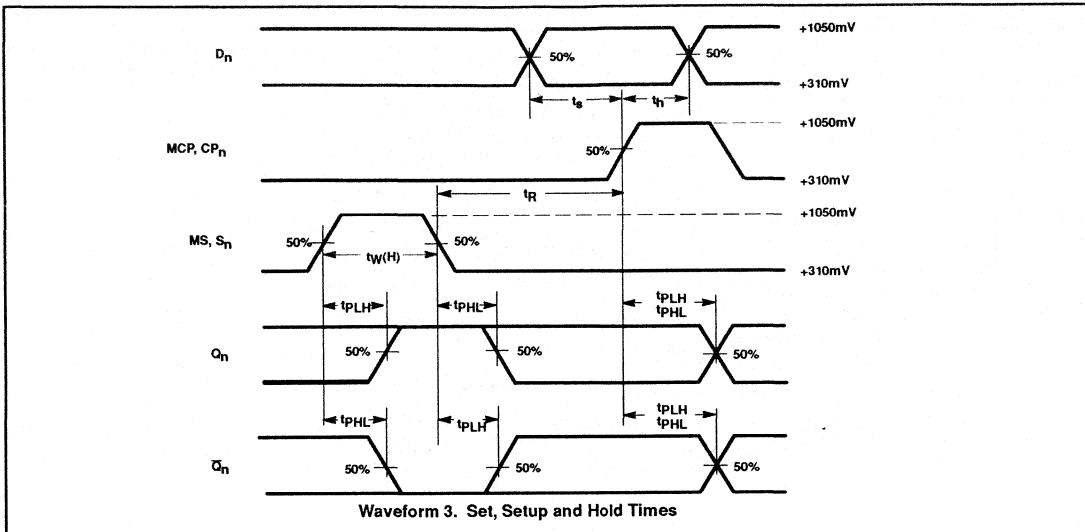 +1050mV
Dn 50% 50%
+310mV
ts th
+1050mV
MCP, CPn 50%
+310mV
tR
+1050mV
MS, Sn 50% 50%
tW(H)
+310mV
tPLH tPHL tPLH
tPHL
Qn 50% 50% 50%
tPHL tPLH tPLH
tPHL
Q̅n 50% 50% 50%
Waveform 3. Set, Setup and Hold Times